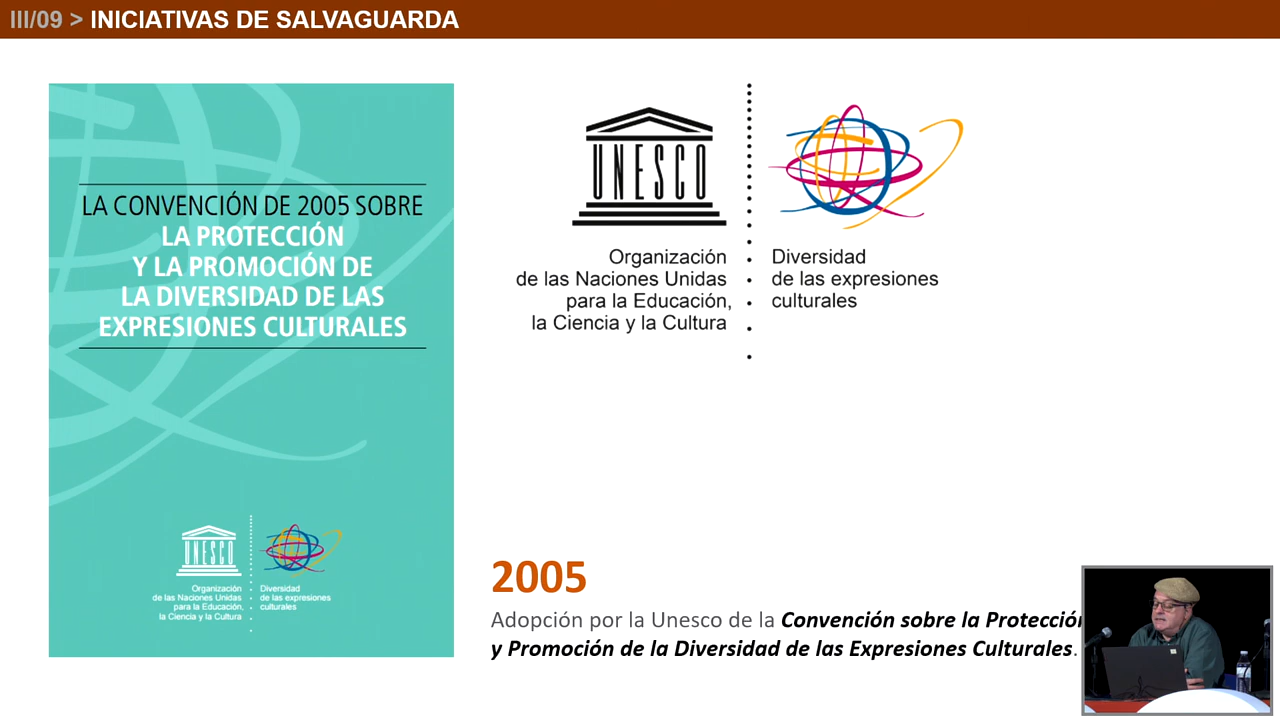 III/09 > INICIATIVAS DE SALVAGUARDA
LA CONVENCIÓN DE 2005 SOBRE
LA PROTECCIÓN
Y LA PROMOCIÓN DE
LA DIVERSIDAD DE LAS
EXPRESIONES CULTURALES
UNESCO
Organización
de las Naciones Unidas
para la Educación,
la Ciencia y la Cultura
Diversidad
de las expresiones
culturales
UNESCO
Organización
de las Naciones Unidas
para la Educación,
la Ciencia y la Cultura
Diversidad
de las expresiones
culturales
2005
Adopción por la Unesco de la Convención sobre la Protección
y Promoción de la Diversidad de las Expresiones Culturales.